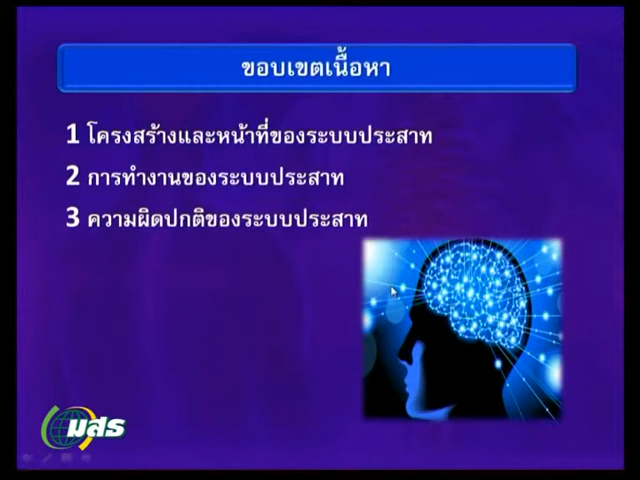 ขอบเขตเนื้อหา
1 โครงสร้างและหน้าที่ของระบบประสาท
2 การทำงานของระบบประสาท
3 ความผิดปกติของระบบประสาท
มสธ